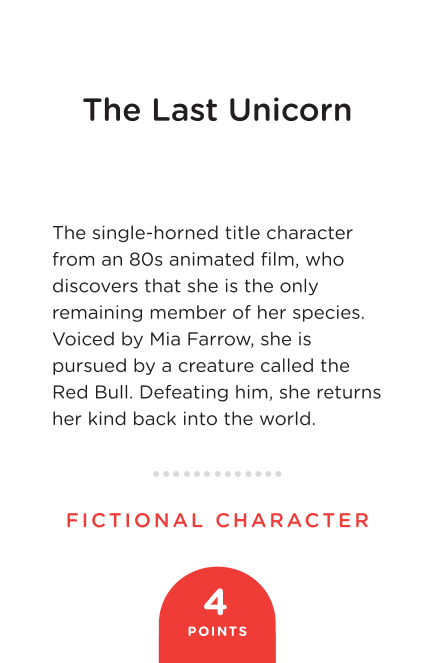 The Last Unicorn
The single-horned title character
from an 80s animated film, who
discovers that she is the only
remaining member of her species.
Voiced by Mia Farrow, she is
pursued by a creature called the
Red Bull. Defeating him, she returns
her kind back into the world.
FICTIONAL CHARACTER
4
POINTS